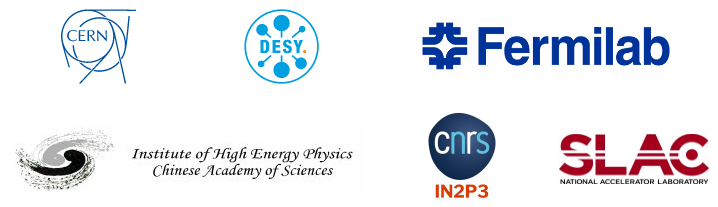 CERN
DESY.
Fermilab
Institute of High Energy Physics
Chinese Academy of Sciences
cnrs
IN2P3
SLAC
NATIONAL ACCELERATOR LABORATORY